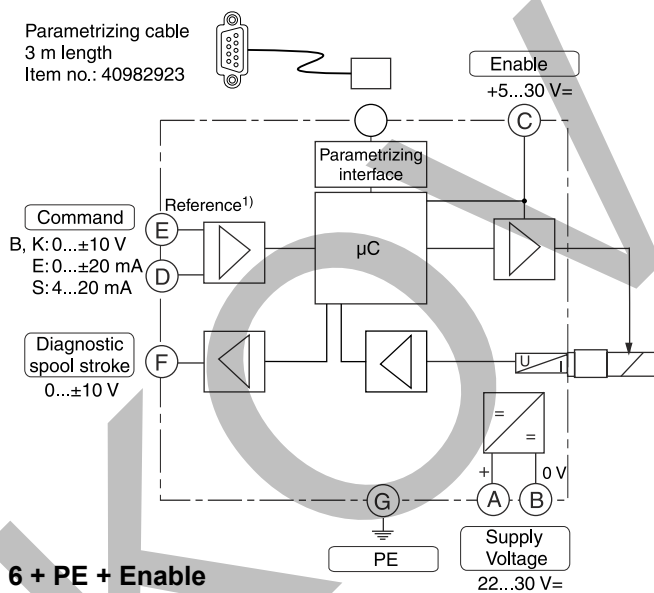 Parametrizing cable
3 m length
Item no.: 40982923
Enable
+5...30 V=
C
Parametrizing
interface
Reference1)
Command
B, K: 0...±10 V
E: 0...±20 mA
S: 4...20 mA
E
D
µC
Diagnostic
spool stroke
0...±10 V
F
U
I
=
=
+
0 V
G
A
B
PE
Supply
Voltage
22...30 V=
6 + PE + Enable